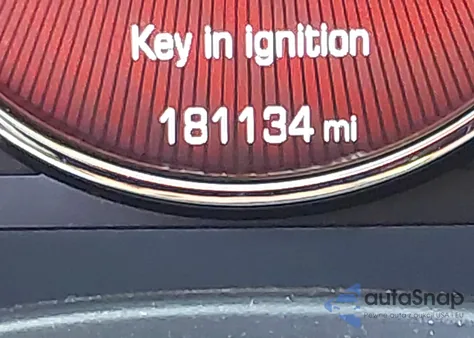 Key in ignition
181134 mi
autoSnap